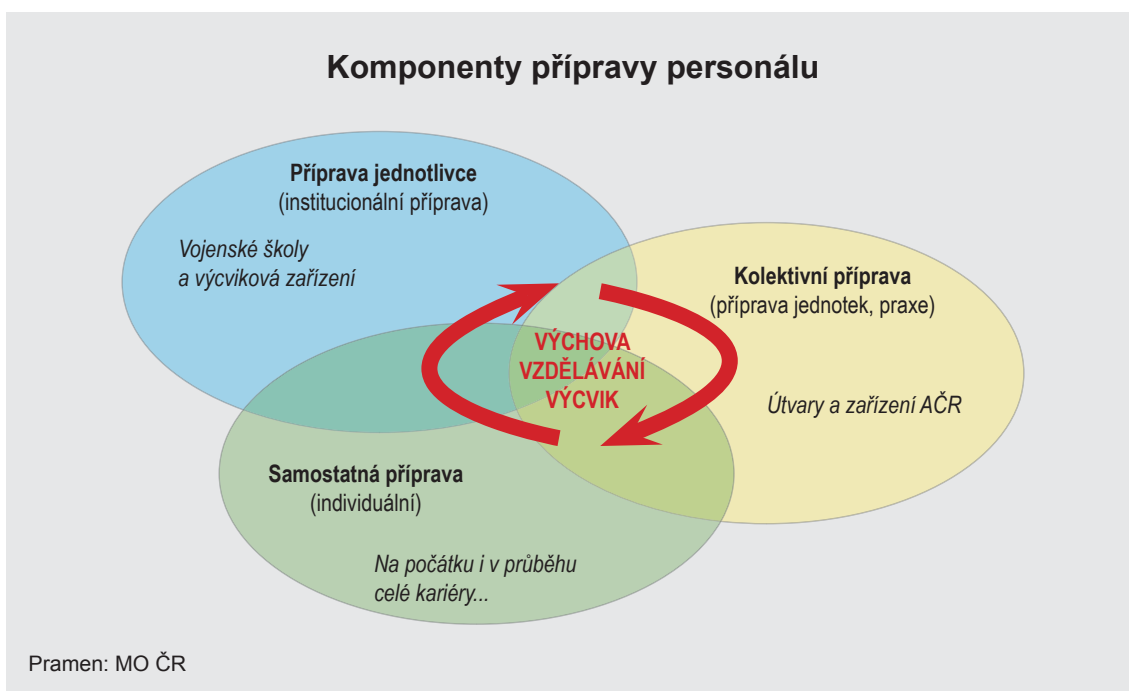 Komponenty přípravy personálu
Příprava jednotlivce
(institucionální příprava)
Vojenské školy
a výcviková zařízení
Kolektivní příprava
(příprava jednotek, praxe)
Útvary a zařízení AČR
VÝCHOVA
VZDĚLÁVÁNÍ
VÝCVIK
Samostatná příprava
(individuální)
Na počátku i v průběhu
celé kariéry...
Pramen: MO ČR